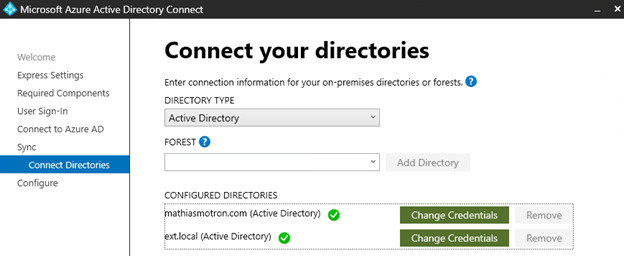 Microsoft Azure Active Directory Connect
Welcome
Express Settings
Required Components
User Sign-In
Connect to Azure AD
Sync
Connect Directories
Configure
Connect your directories
Enter connection information for your on-premises directories or forests. ?
DIRECTORY TYPE
Active Directory
FOREST ?
Add Directory
CONFIGURED DIRECTORIES
mathiasmotron.com (Active Directory) Change Credentials Remove
ext.local (Active Directory) Change Credentials Remove